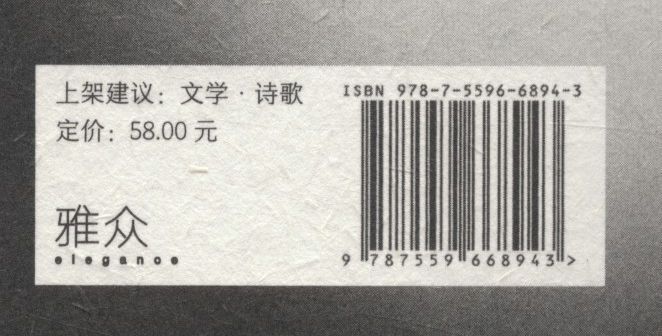 上架建议：文学·诗歌
定价：58.00 元
雅众
elegance
ISBN 978-7-5596-6894-3
9 787559 668943 >